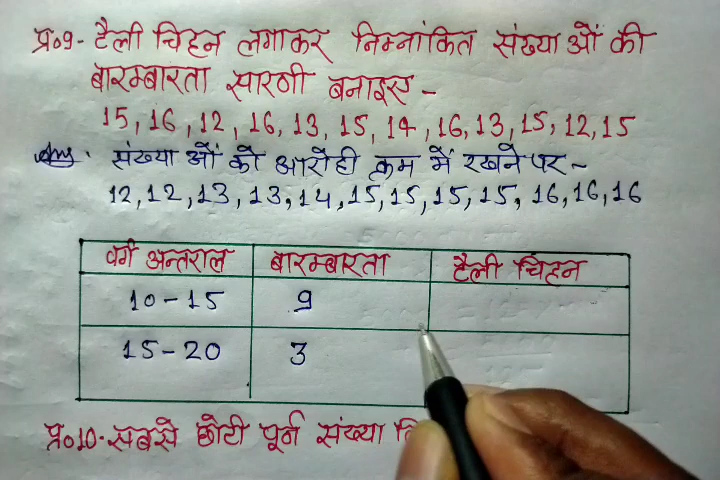 प्र०9- टैली चिहन लगाकर निम्नांकित संख्याओं की
बारम्बारता सारणी बनाइए -
15, 16, 12, 16, 13, 15, 14, 16, 13, 15, 12, 15
Ans. संख्याओं को आरोही क्रम में रखने पर -
12, 12, 13, 13, 14, 15, 15, 15, 15, 16, 16, 16
वर्ग अन्तराल बारम्बारता टैली चिहन
10-15 9
15-20 3
प्र०10. सबसे छोटी पूर्न संख्या